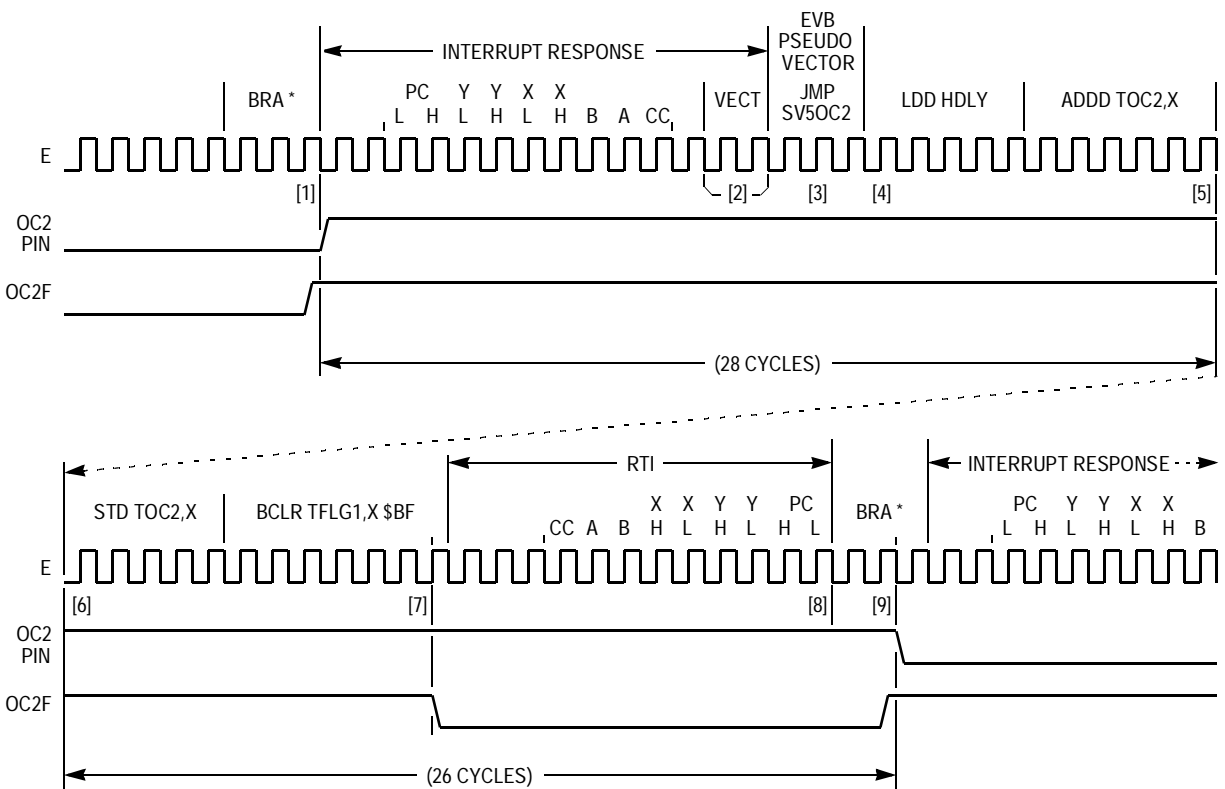 EVB
PSEUDO
VECTOR
INTERRUPT RESPONSE
BRA *
PC Y Y X X
L H L H L H B A CC
VECT
JMP
SV5OC2
LDD HDLY
ADDD TOC2,X
E
[1] [2] [3] [4] [5]
OC2
PIN
OC2F
(28 CYCLES)
RTI
INTERRUPT RESPONSE
STD TOC2,X
BCLR TFLG1,X $BF
X X Y Y PC
CC A B H L H L H L
BRA *
PC Y Y X X
L H L H L H B
E
[6] [7] [8] [9]
OC2
PIN
OC2F
(26 CYCLES)